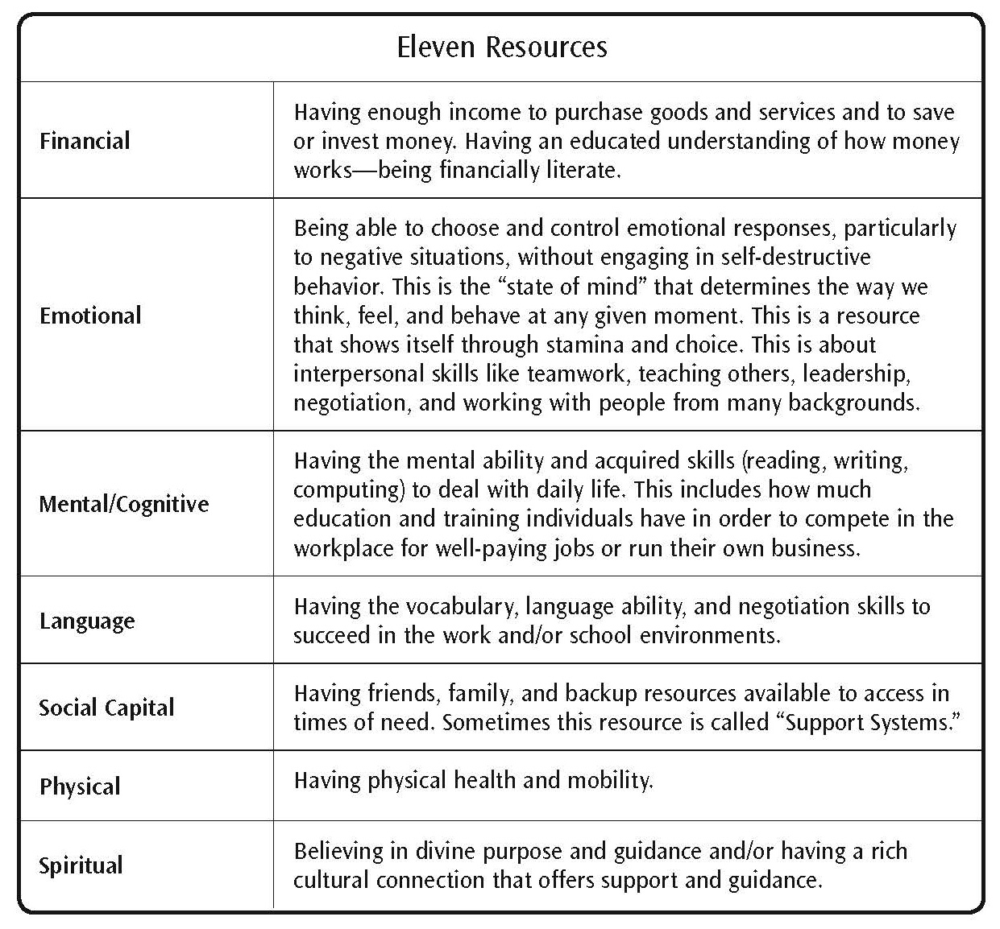 Eleven Resources
Financial
Having enough income to purchase goods and services and to save
or invest money. Having an educated understanding of how money
works—being financially literate.
Emotional
Being able to choose and control emotional responses, particularly
to negative situations, without engaging in self-destructive
behavior. This is the “state of mind” that determines the way we
think, feel, and behave at any given moment. This is a resource
that shows itself through stamina and choice. This is about
interpersonal skills like teamwork, teaching others, leadership,
negotiation, and working with people from many backgrounds.
Mental/Cognitive
Having the mental ability and acquired skills (reading, writing,
computing) to deal with daily life. This includes how much
education and training individuals have in order to compete in the
workplace for well-paying jobs or run their own business.
Language
Having the vocabulary, language ability, and negotiation skills to
succeed in the work and/or school environments.
Social Capital
Having friends, family, and backup resources available to access in
times of need. Sometimes this resource is called “Support Systems.”
Physical
Having physical health and mobility.
Spiritual
Believing in divine purpose and guidance and/or having a rich
cultural connection that offers support and guidance.